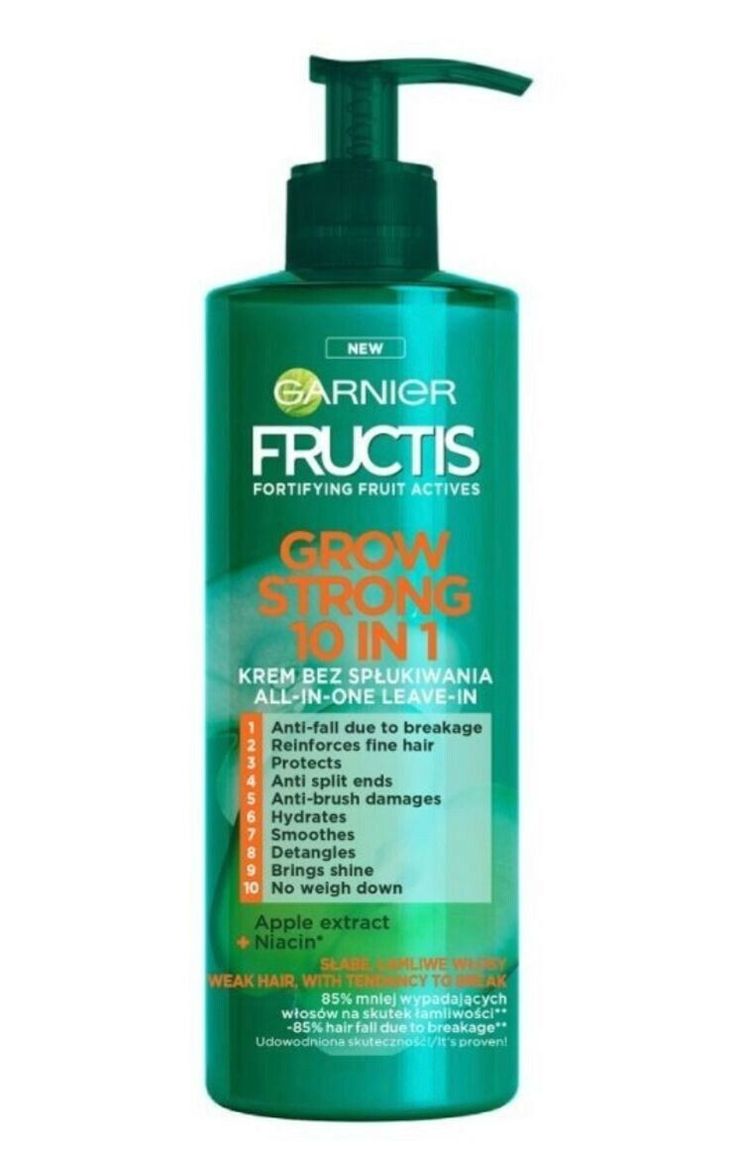 NEW
GARNIER
FRUCTIS
FORTIFYING FRUIT ACTIVES
GROW
STRONG
10 IN 1
KREM BEZ SPŁUKIWANIA
ALL-IN-ONE LEAVE-IN
1 Anti-fall due to breakage
2 Reinforces fine hair
3 Protects
4 Anti split ends
5 Anti-brush damages
6 Hydrates
7 Smoothes
8 Detangles
9 Brings shine
10 No weigh down
Apple extract
+ Niacin*
SŁABE, ŁAMLIWE WŁOSY
WEAK HAIR, WITH TENDANCY TO BREAK
85% mniej wypadających
włosów na skutek łamliwości**
-85% hair fall due to breakage**
Udowodniona skuteczność!/It's proven!